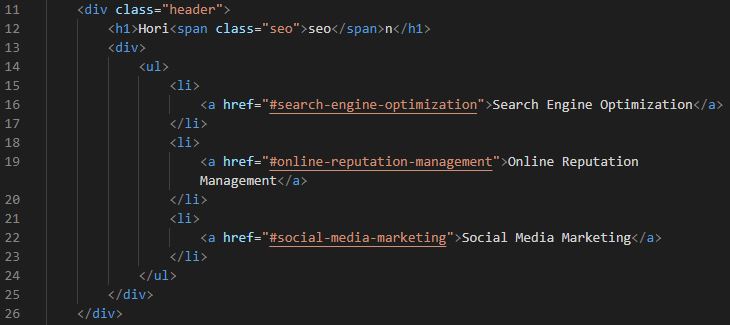 11 <div class="header">
12 <h1>Hori<span class="seo">seo</span>n</h1>
13 <div>
14 <ul>
15 <li>
16 <a href="#search-engine-optimization">Search Engine Optimization</a>
17 </li>
18 <li>
19 <a href="#online-reputation-management">Online Reputation
Management</a>
20 </li>
21 <li>
22 <a href="#social-media-marketing">Social Media Marketing</a>
23 </li>
24 </ul>
25 </div>
26 </div>